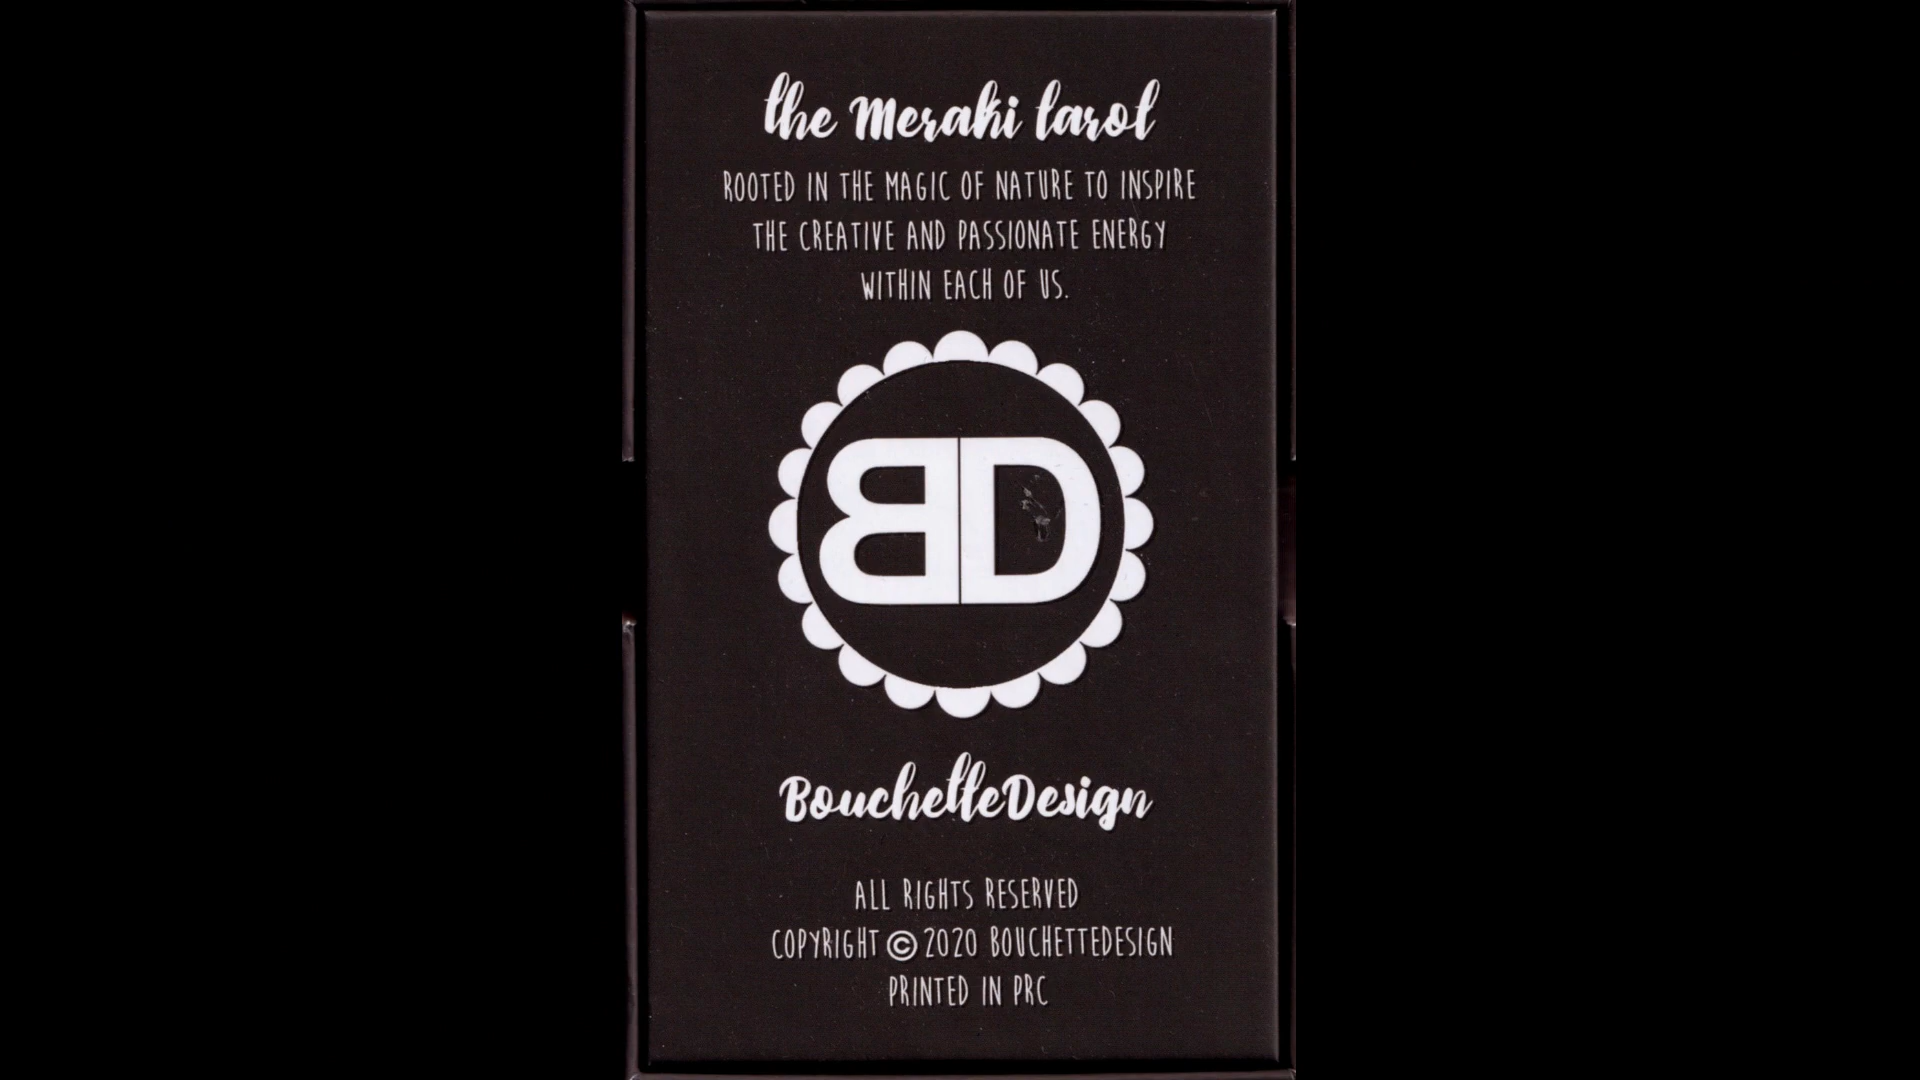 the Meraki tarot
ROOTED IN THE MAGIC OF NATURE TO INSPIRE
THE CREATIVE AND PASSIONATE ENERGY
WITHIN EACH OF US.
BD
BouchetteDesign
ALL RIGHTS RESERVED
COPYRIGHT © 2020 BOUCHETTEDESIGN
PRINTED IN PRC